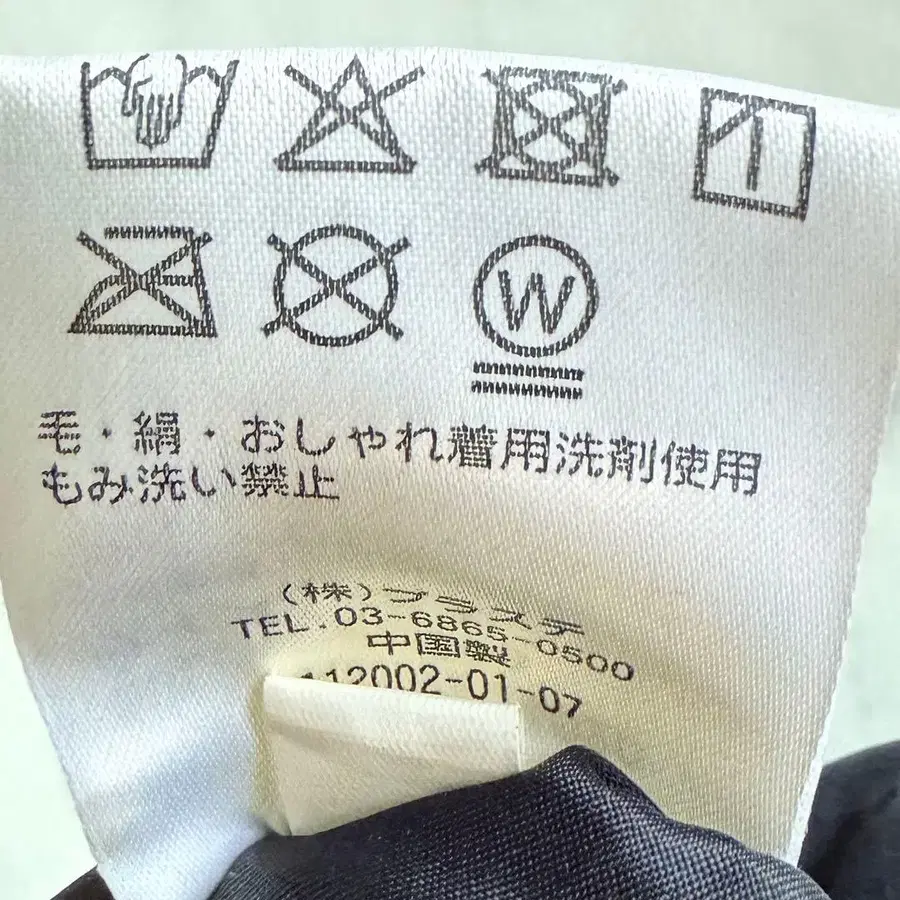 W
毛・絹・おしゃれ着用洗剤使用
もみ洗い禁止
(株)プラステ
TEL.03-6865-0500
中国製
112002-01-07